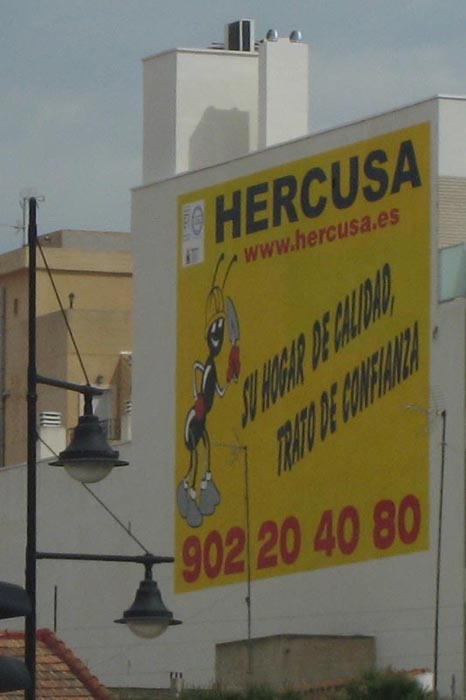 HERCUSA
www.hercusa.es
SU HOGAR DE CALIDAD,
TRATO DE CONFIANZA
902 20 40 80